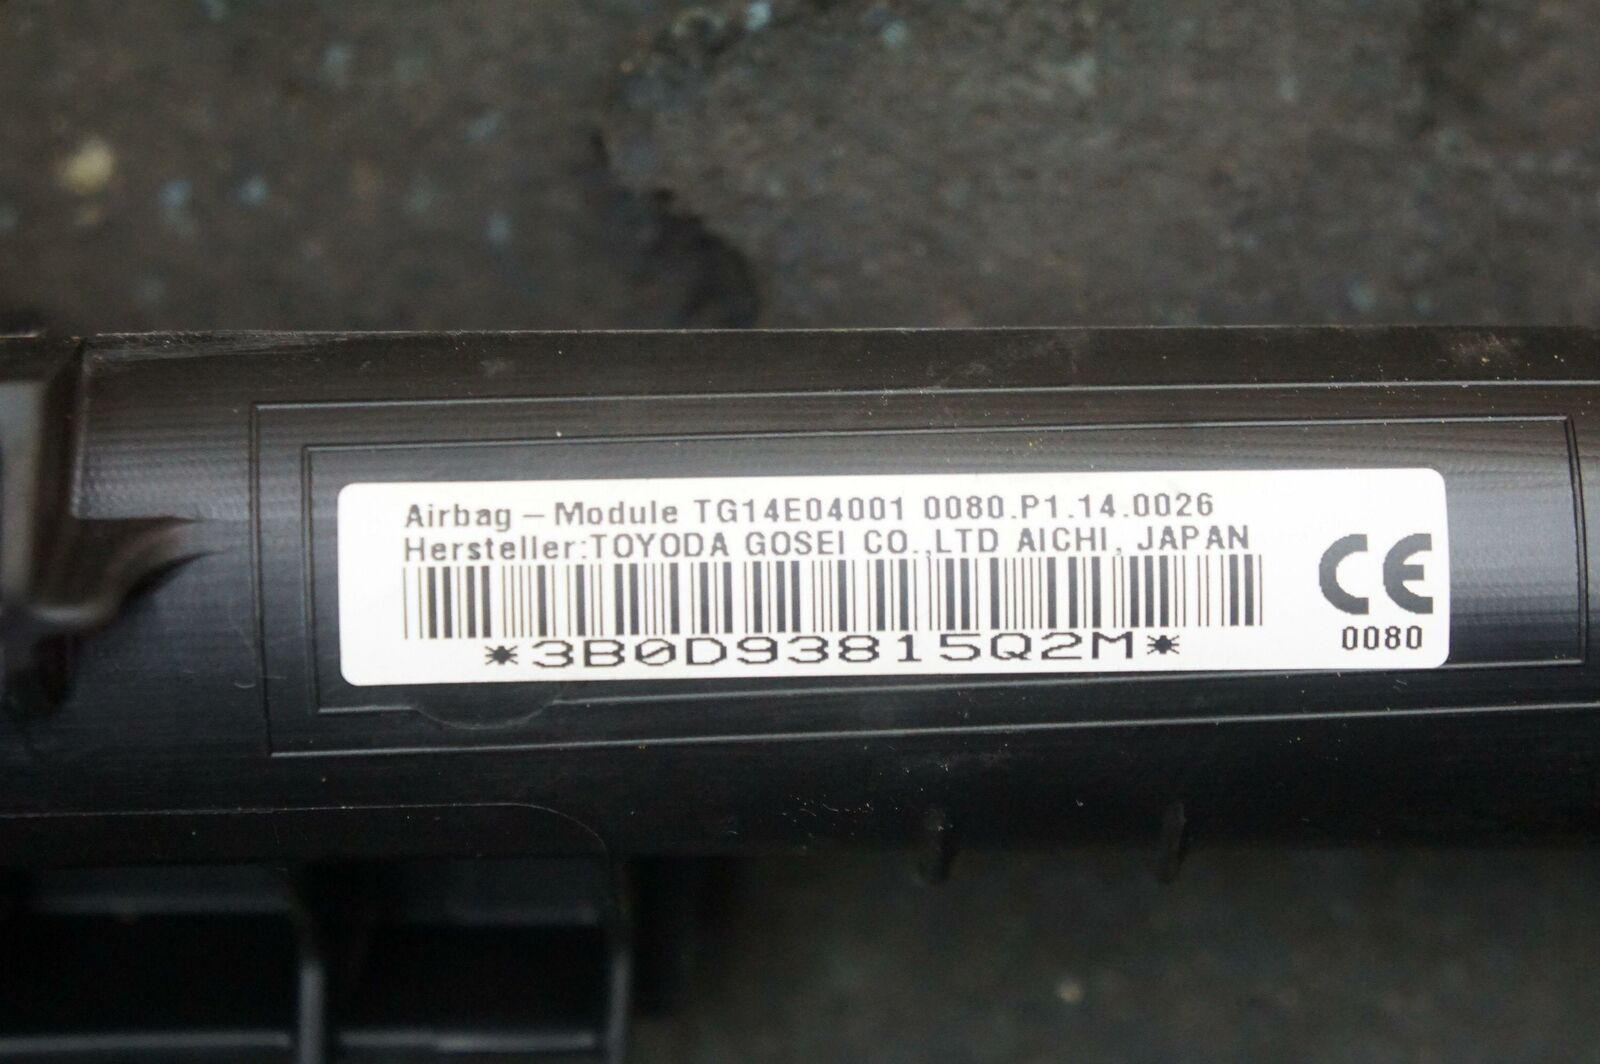 Airbag – Module TG14E04001 0080.P1.14.0026
Hersteller:TOYODA GOSEI CO.,LTD AICHI, JAPAN
*3B0D93815Q2M*
CE
0080